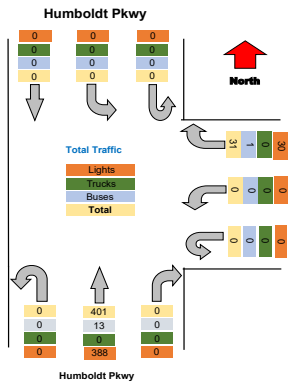 Humboldt Pkwy
0 0 0
0 0 0
0 0 0
0 0 0
North
31 1 0 30
Total Traffic
Lights
Trucks
Buses
Total
0 0 0 0
0 0 0 0
0 401 0
0 13 0
0 0 0
0 388 0
Humboldt Pkwy